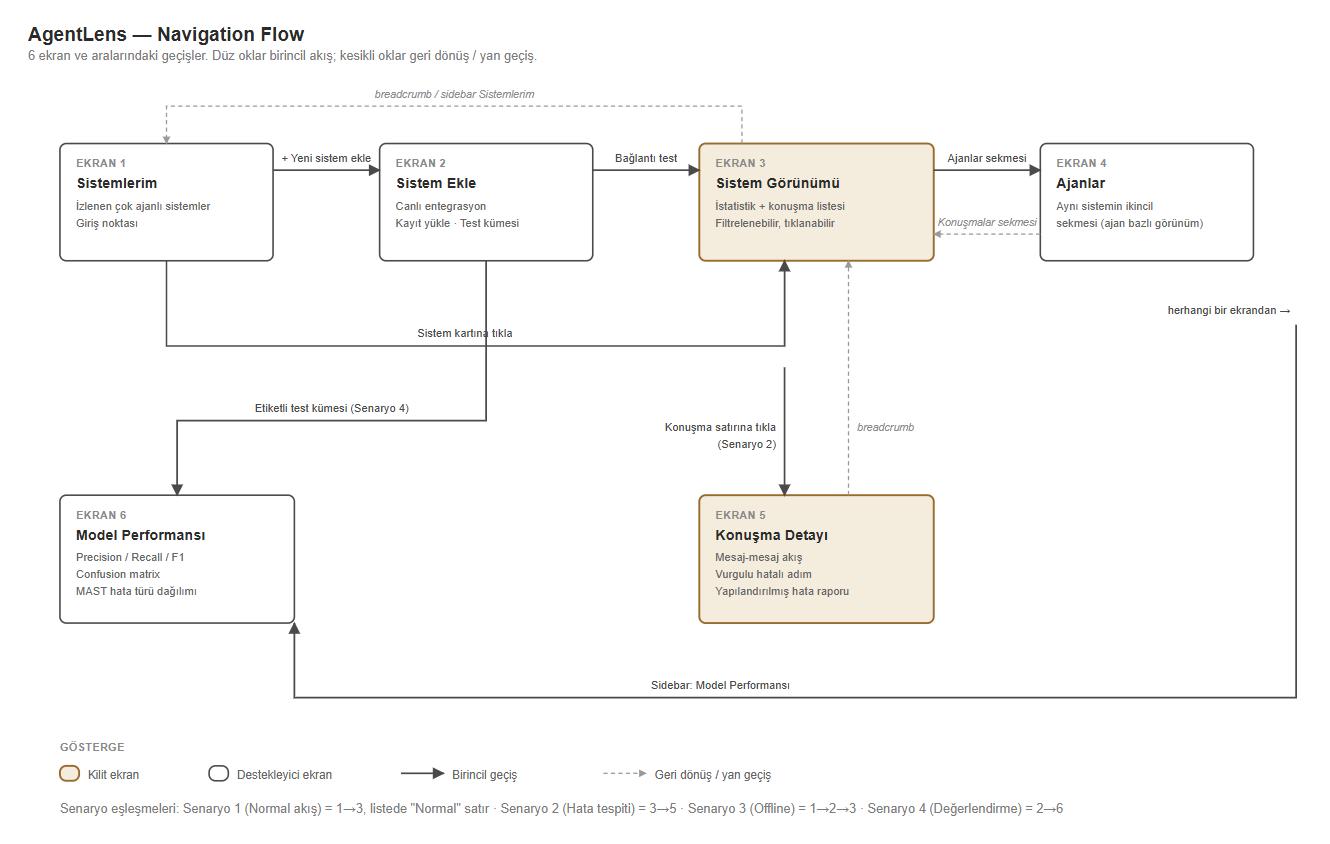 AgentLens — Navigation Flow
6 ekran ve aralarındaki geçişler. Düz oklar birincil akış; kesikli oklar geri dönüş / yan geçiş.
breadcrumb / sidebar Sistemlerim
EKRAN 1
Sistemlerim
İzlenen çok ajanlı sistemler
Giriş noktası
+ Yeni sistem ekle
EKRAN 2
Sistem Ekle
Canlı entegrasyon
Kayıt yükle · Test kümesi
Bağlantı test
EKRAN 3
Sistem Görünümü
İstatistik + konuşma listesi
Filtrelenebilir, tıklanabilir
Ajanlar sekmesi
Konuşmalar sekmesi
EKRAN 4
Ajanlar
Aynı sistemin ikincil
sekmesi (ajan bazlı görünüm)
herhangi bir ekrandan →
Sistem kartına tıkla
Etiketli test kümesi (Senaryo 4)
Konuşma satırına tıkla
(Senaryo 2)
breadcrumb
EKRAN 6
Model Performansı
Precision / Recall / F1
Confusion matrix
MAST hata türü dağılımı
EKRAN 5
Konuşma Detayı
Mesaj-mesaj akış
Vurgulu hatalı adım
Yapılandırılmış hata raporu
Sidebar: Model Performansı
GÖSTERGE
Kilit ekran
Destekleyici ekran
Birincil geçiş
Geri dönüş / yan geçiş
Senaryo eşleşmeleri: Senaryo 1 (Normal akış) = 1→3, listede "Normal" satır · Senaryo 2 (Hata tespiti) = 3→5 · Senaryo 3 (Offline) = 1→2→3 · Senaryo 4 (Değerlendirme) = 2→6